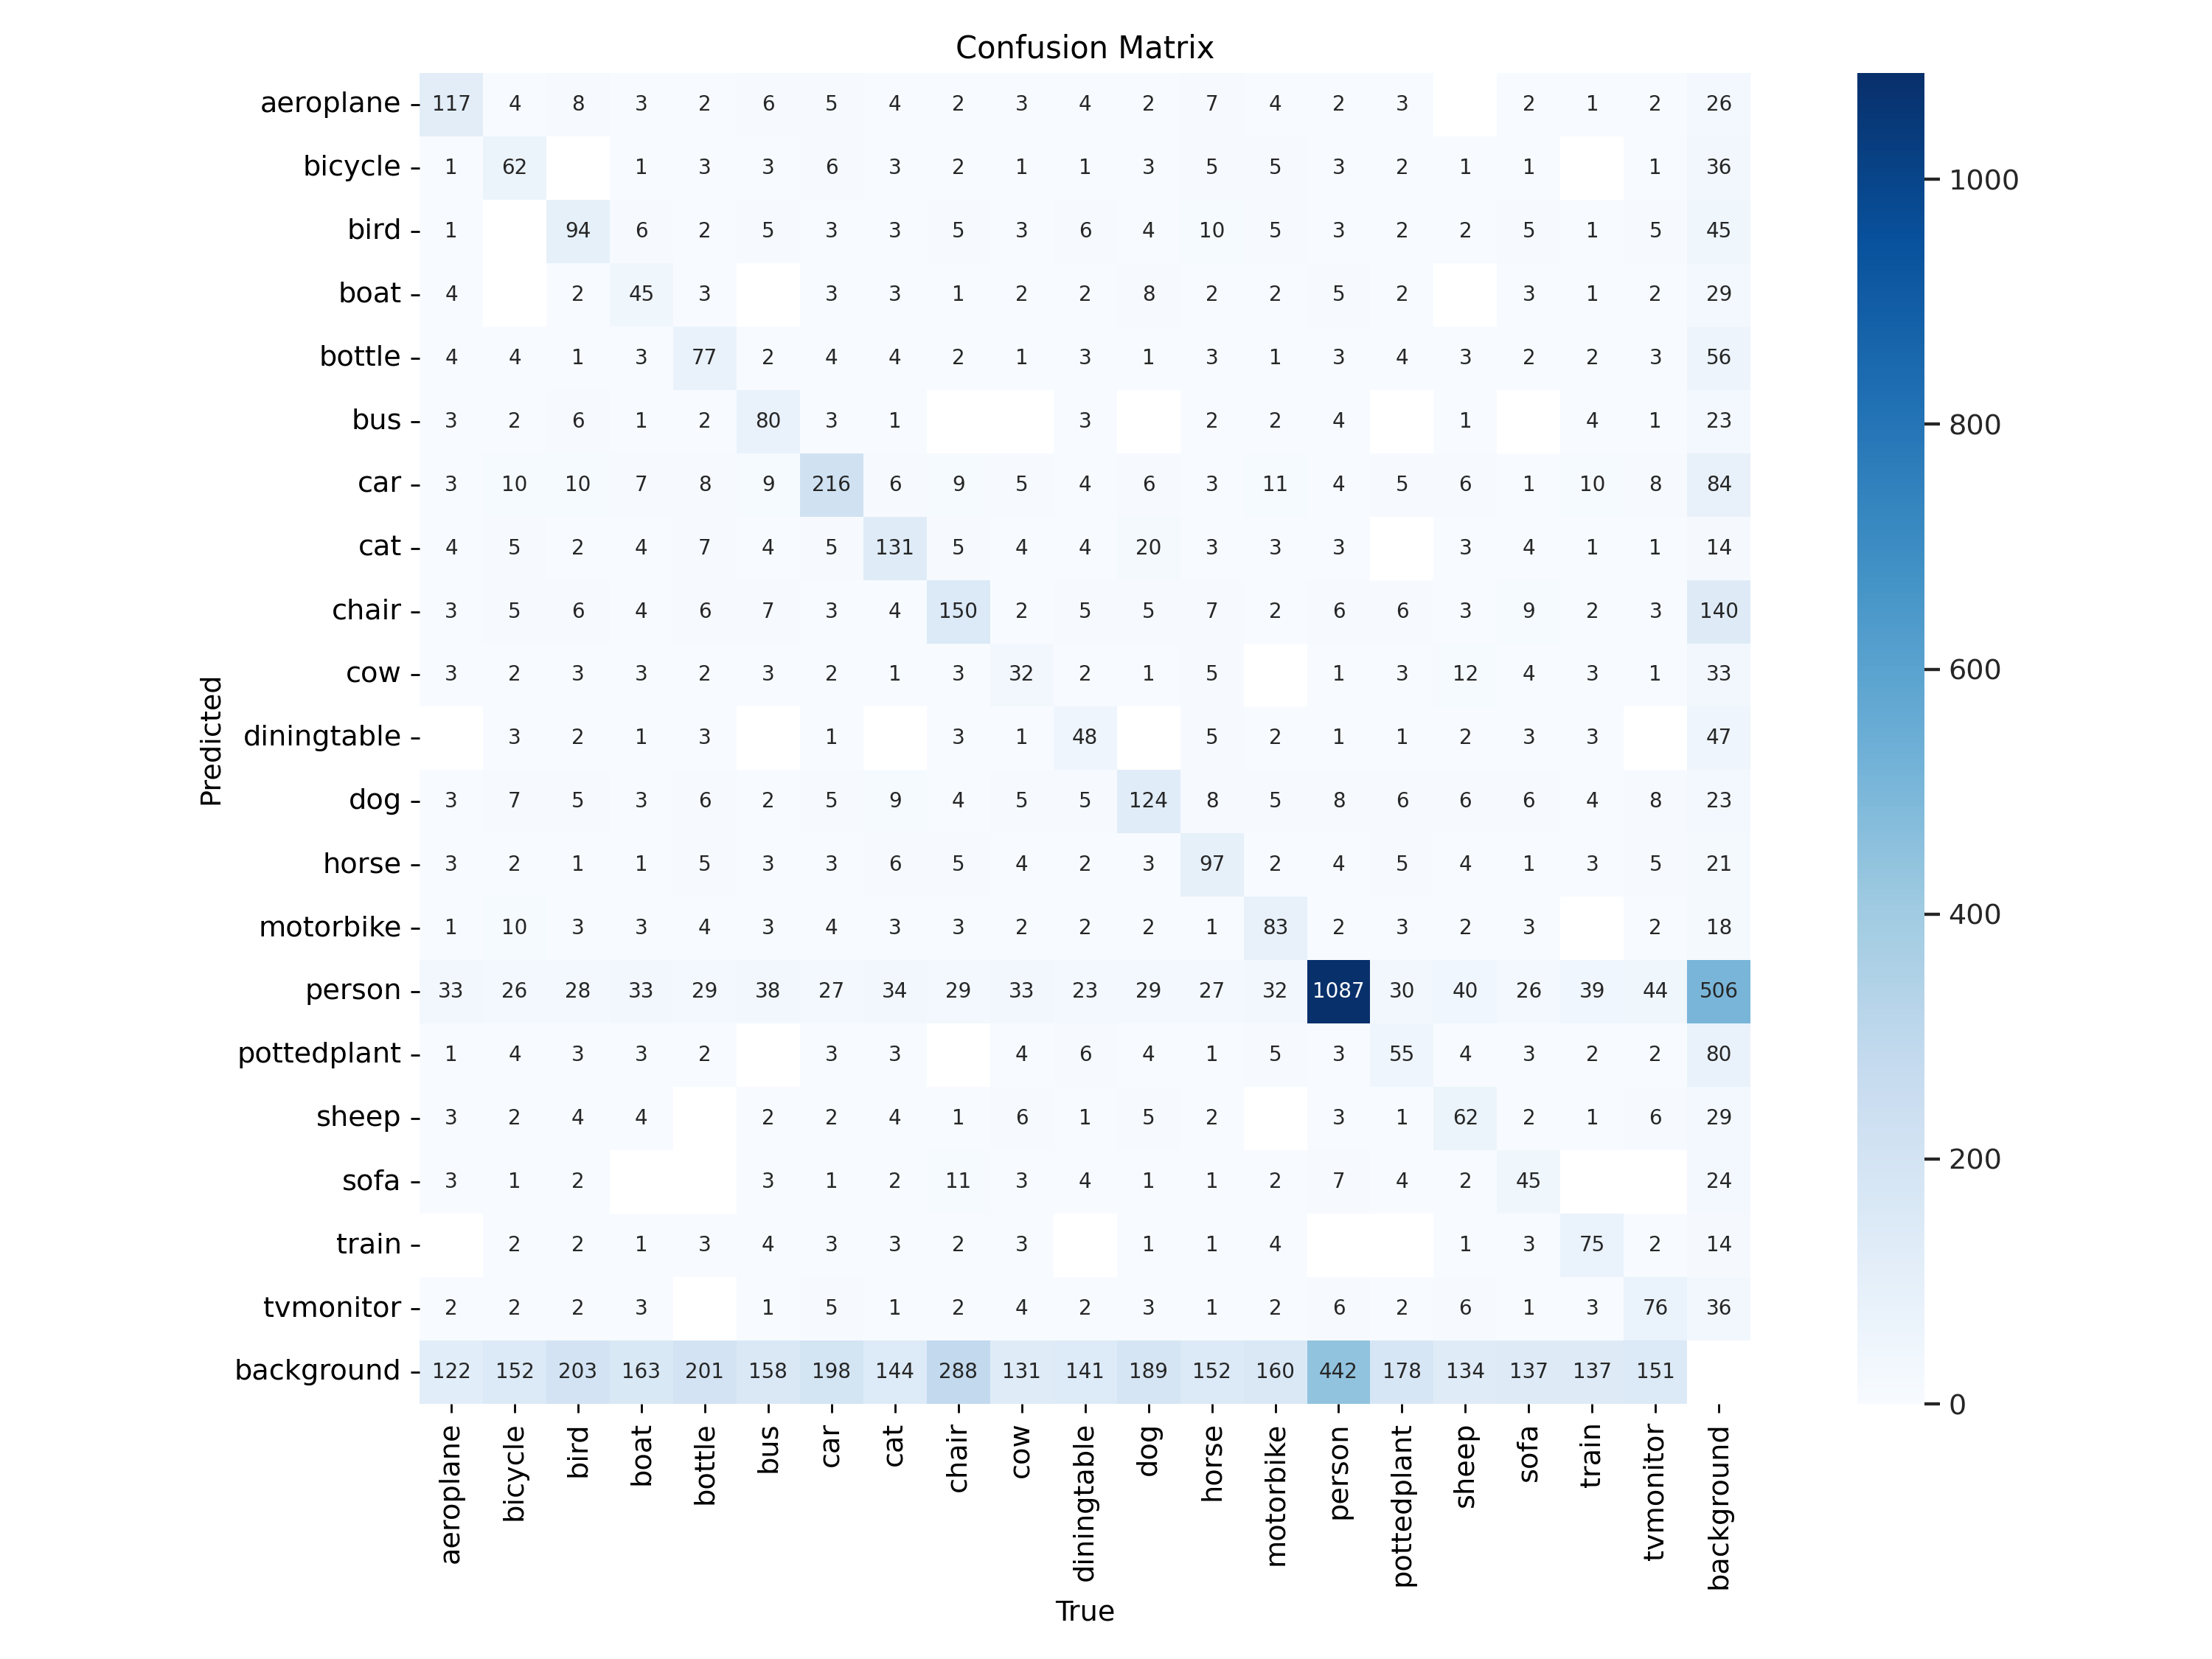 Confusion Matrix
aeroplane 117 4 8 3 2 6 5 4 2 3 4 2 7 4 2 3 2 1 2 26
bicycle 1 62 1 3 3 6 3 2 1 1 3 5 5 3 2 1 1 1 36
bird 1 94 6 2 5 3 3 5 3 6 4 10 5 3 2 2 5 1 5 45
boat 4 2 45 3 3 3 1 2 2 8 2 2 5 2 3 1 2 29
bottle 4 4 1 3 77 2 4 4 2 1 3 1 3 1 3 4 3 2 2 3 56
bus 3 2 6 1 2 80 3 1 3 2 2 4 1 4 1 23
car 3 10 10 7 8 9 216 6 9 5 4 6 3 11 4 5 6 1 10 8 84
cat 4 5 2 4 7 4 5 131 5 4 4 20 3 3 3 3 4 1 1 14
chair 3 5 6 4 6 7 3 4 150 2 5 5 7 2 6 6 3 9 2 3 140
cow 3 2 3 3 2 3 2 1 3 32 2 1 5 1 3 12 4 3 1 33
diningtable 3 2 1 3 1 3 1 48 5 2 1 1 2 3 3 47
dog 3 7 5 3 6 2 5 9 4 5 5 124 8 5 8 6 6 6 4 8 23
horse 3 2 1 1 5 3 3 6 5 4 2 3 97 2 4 5 4 1 3 5 21
motorbike 1 10 3 3 4 3 4 3 3 2 2 2 1 83 2 3 2 3 2 18
person 33 26 28 33 29 38 27 34 29 33 23 29 27 32 1087 30 40 26 39 44 506
pottedplant 1 4 3 3 2 3 3 4 6 4 1 5 3 55 4 3 2 2 80
sheep 3 2 4 4 2 2 4 1 6 1 5 2 3 1 62 2 1 6 29
sofa 3 1 2 3 1 2 11 3 4 1 1 2 7 4 2 45 24
train 2 2 1 3 4 3 3 2 3 1 1 4 1 3 75 2 14
tvmonitor 2 2 2 3 1 5 1 2 4 2 3 1 2 6 2 6 1 3 76 36
background 122 152 203 163 201 158 198 144 288 131 141 189 152 160 442 178 134 137 137 151
Predicted
aeroplane bicycle bird boat bottle bus car cat chair cow diningtable dog horse motorbike person pottedplant sheep sofa train tvmonitor background
True
1000
800
600
400
200
0